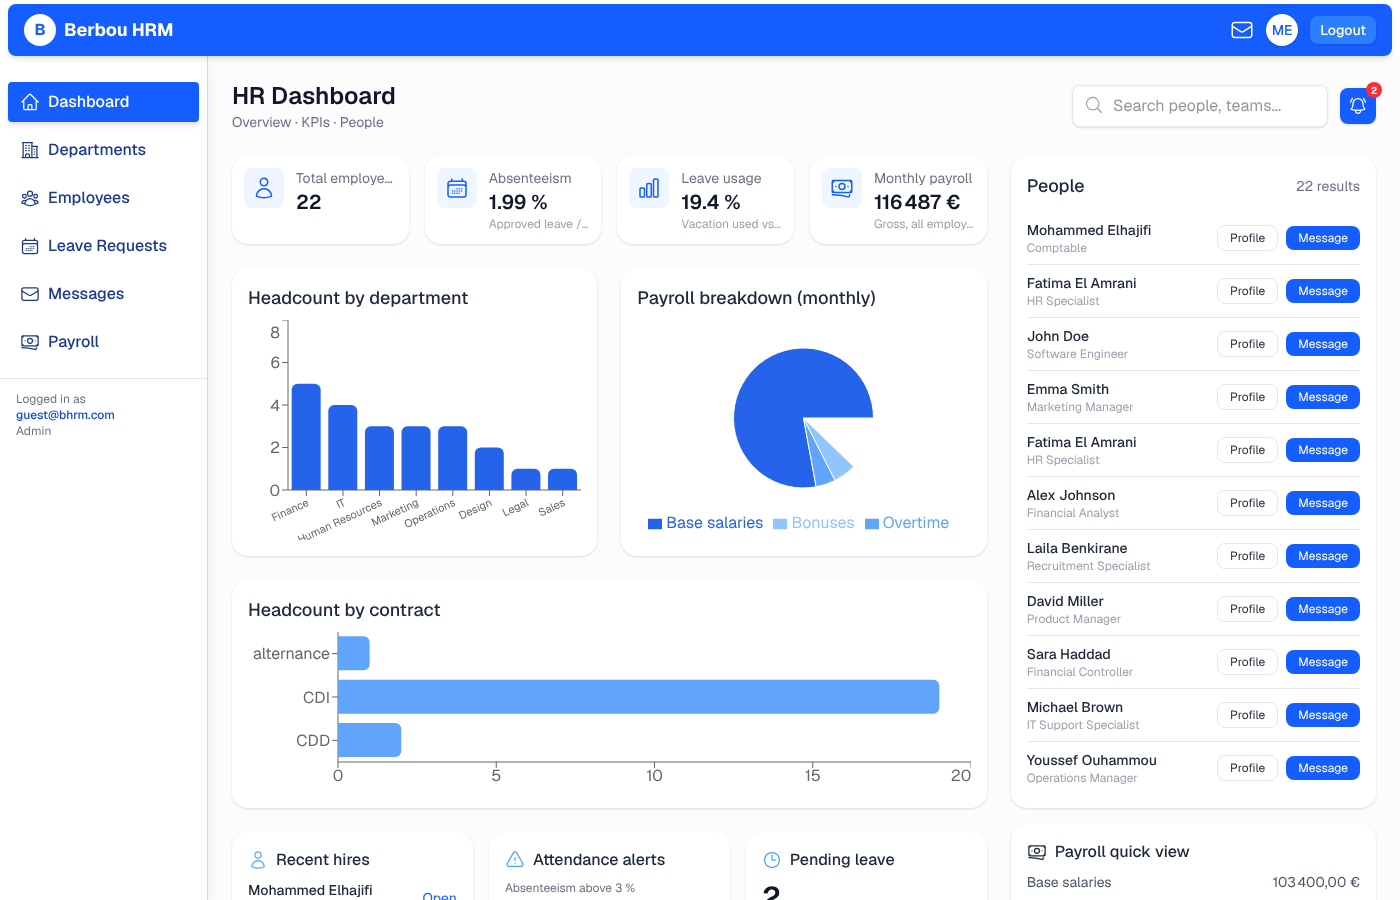 B Berbou HRM
ME
Logout
Dashboard
Departments
Employees
Leave Requests
Messages
Payroll
Logged in as
guest@bhrm.com
Admin
HR Dashboard
Overview · KPIs · People
Search people, teams...
2
Total employe...
22
Absenteeism
1.99 %
Approved leave /...
Leave usage
19.4 %
Vacation used vs...
Monthly payroll
116 487 €
Gross, all employ...
Headcount by department
8
6
4
2
0
Finance
IT
Human Resources
Marketing
Operations
Design
Legal
Sales
Payroll breakdown (monthly)
Base salaries
Bonuses
Overtime
Headcount by contract
alternance
CDI
CDD
0
5
10
15
20
Recent hires
Mohammed Elhajifi
Open
Attendance alerts
Absenteeism above 3 %
Pending leave
2
People
22 results
Mohammed Elhajifi
Comptable
Profile
Message
Fatima El Amrani
HR Specialist
Profile
Message
John Doe
Software Engineer
Profile
Message
Emma Smith
Marketing Manager
Profile
Message
Fatima El Amrani
HR Specialist
Profile
Message
Alex Johnson
Financial Analyst
Profile
Message
Laila Benkirane
Recruitment Specialist
Profile
Message
David Miller
Product Manager
Profile
Message
Sara Haddad
Financial Controller
Profile
Message
Michael Brown
IT Support Specialist
Profile
Message
Youssef Ouhammou
Operations Manager
Profile
Message
Payroll quick view
Base salaries
103 400,00 €